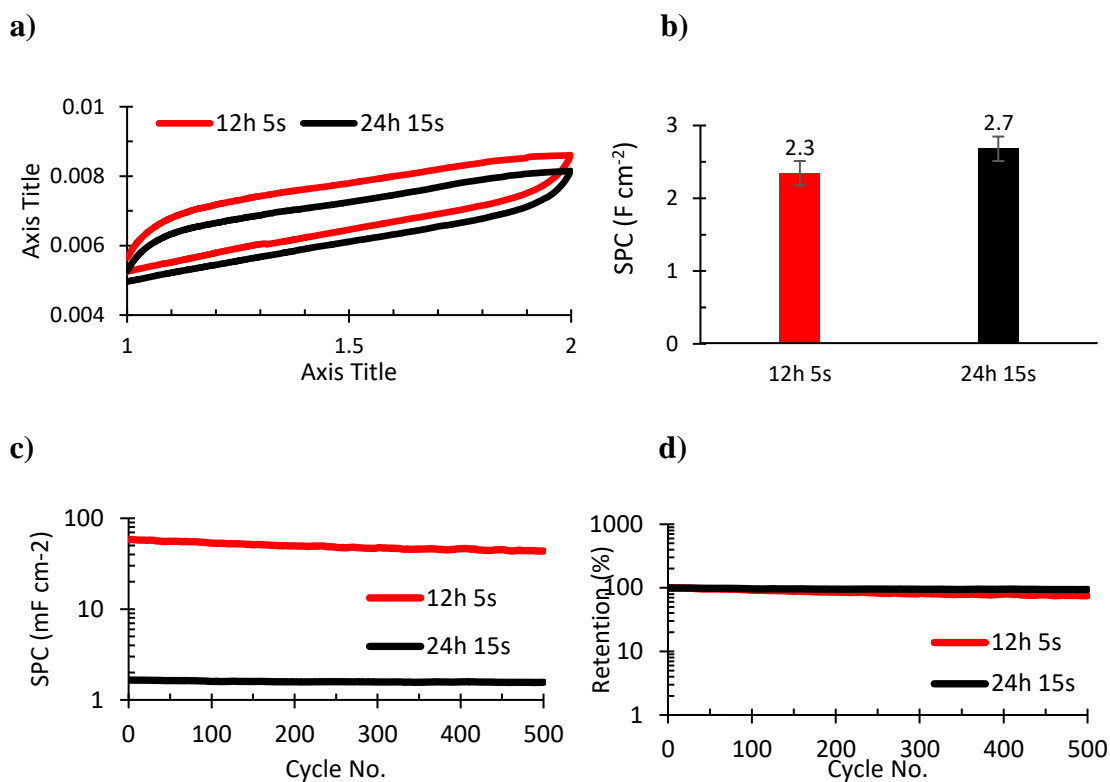 a)
0.01
0.008
0.006
0.004
Axis Title
12h 5s
24h 15s
1
1.5
2
Axis Title
b)
4
3
2
1
0
SPC (F cm⁻²)
2.3
2.7
12h 5s
24h 15s
c)
100
10
1
SPC (mF cm-2)
12h 5s
24h 15s
0
100
200
300
400
500
Cycle No.
d)
1000
100
10
1
Retention (%)
12h 5s
24h 15s
0
100
200
300
400
500
Cycle No.